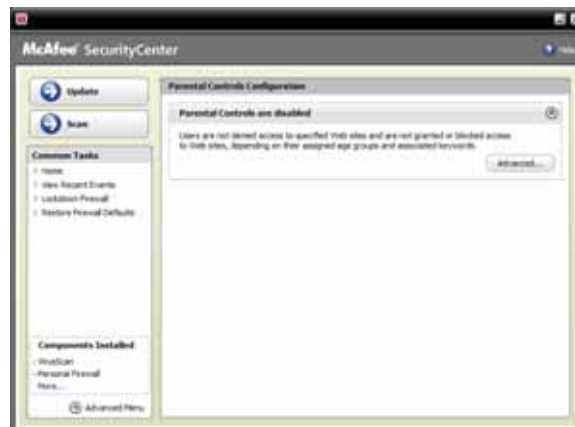 McAfee SecurityCenter
Help
Update
Scan
Common Tasks
Home
View Recent Events
Lockdown Firewall
Restore Firewall Defaults
Components Installed
VirusScan
Personal Firewall
More...
Advanced Menu
Parental Controls Configuration
Parental Controls are disabled
Users are not denied access to specified Web sites and are not granted or blocked access
to Web sites, depending on their assigned age groups and associated keywords.
Advanced...